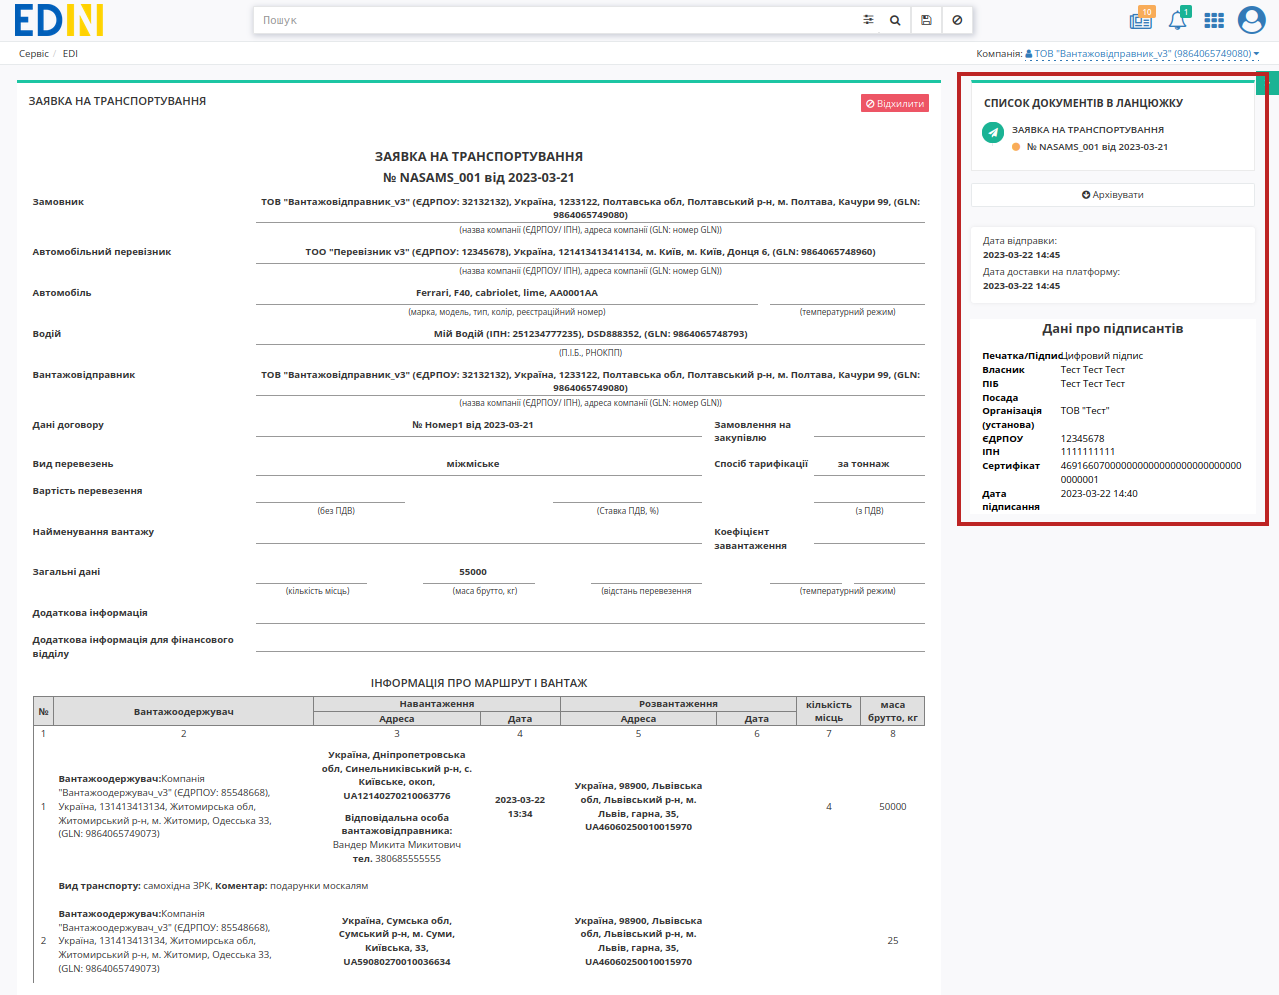 EDIN
Пошук
10
1
Сервіс / EDI
Компанія: ТОВ "Вантажовідправник_v3" (9864065749080)
ЗАЯВКА НА ТРАНСПОРТУВАННЯ
Відхилити
ЗАЯВКА НА ТРАНСПОРТУВАННЯ
№ NASAMS_001 від 2023-03-21
Замовник
ТОВ "Вантажовідправник_v3" (ЄДРПОУ: 32132132), Україна, 1233122, Полтавська обл, Полтавський р-н, м. Полтава, Качури 99, (GLN:
9864065749080)
(назва компанії (ЄДРПОУ/ ІПН), адреса компанії (GLN: номер GLN))
Автомобільний перевізник
ТОО "Перевізник v3" (ЄДРПОУ: 12345678), Україна, 121413413414134, м. Київ, м. Київ, Донця 6, (GLN: 9864065748960)
(назва компанії (ЄДРПОУ/ ІПН), адреса компанії (GLN: номер GLN))
Автомобіль
Ferrari, F40, cabriolet, lime, AA0001AA
(марка, модель, тип, колір, реєстраційний номер)
(температурний режим)
Водій
Мій Водій (ІПН: 251234777235), DSD888352, (GLN: 9864065748793)
(П.І.Б., РНОКПП)
Вантажовідправник
ТОВ "Вантажовідправник_v3" (ЄДРПОУ: 32132132), Україна, 1233122, Полтавська обл, Полтавський р-н, м. Полтава, Качури 99, (GLN:
9864065749080)
(назва компанії (ЄДРПОУ/ ІПН), адреса компанії (GLN: номер GLN))
Дані договору
№ Номер1 від 2023-03-21
Замовлення на
закупівлю
Вид перевезень
міжміське
Спосіб тарифікації
за тоннаж
Вартість перевезення
(без ПДВ)
(Ставка ПДВ, %)
(з ПДВ)
Найменування вантажу
Коефіцієнт
завантаження
Загальні дані
55000
(кількість місць)
(маса брутто, кг)
(відстань перевезення
(температурний режим)
Додаткова інформація
Додаткова інформація для фінансового
відділу
ІНФОРМАЦІЯ ПРО МАРШРУТ І ВАНТАЖ
№
Вантажоодержувач
Навантаження
Розвантаження
кількість
місць
маса
брутто, кг
Адреса
Дата
Адреса
Дата
1 2 3 4 5 6 7 8
1
Вантажоодержувач:Компанія
"Вантажоодержувач_v3" (ЄДРПОУ: 85548668),
Україна, 131413413134, Житомирська обл,
Житомирський р-н, м. Житомир, Одеська 33,
(GLN: 9864065749073)
Україна, Дніпропетровська
обл, Синельниківський р-н, с.
Київське, окоп,
UA12140270210063776
Відповідальна особа
вантажовідправника:
Вандер Микита Микитович
тел. 380685555555
2023-03-22
13:34
Україна, 98900, Львівська
обл, Львівський р-н, м.
Львів, гарна, 35,
UA46060250010015970
4
50000
Вид транспорту: самохідна ЗРК, Коментар: подарунки москалям
2
Вантажоодержувач:Компанія
"Вантажоодержувач_v3" (ЄДРПОУ: 85548668),
Україна, 131413413134, Житомирська обл,
Житомирський р-н, м. Житомир, Одеська 33,
(GLN: 9864065749073)
Україна, Сумська обл,
Сумський р-н, м. Суми,
Київська, 33,
UA59080270010036634
Україна, 98900, Львівська
обл, Львівський р-н, м.
Львів, гарна, 35,
UA46060250010015970
25
СПИСОК ДОКУМЕНТІВ В ЛАНЦЮЖКУ
ЗАЯВКА НА ТРАНСПОРТУВАННЯ
№ NASAMS_001 від 2023-03-21
Архівувати
Дата відправки:
2023-03-22 14:45
Дата доставки на платформу:
2023-03-22 14:45
Дані про підписантів
Печатка/Підпис Цифровий підпис
Власник Тест Тест Тест
ПІБ Тест Тест Тест
Посада
Організація ТОВ "Тест"
(установа)
ЄДРПОУ 12345678
ІПН 1111111111
Сертифікат 46916607000000000000000000000000
0000001
Дата 2023-03-22 14:40
підписання